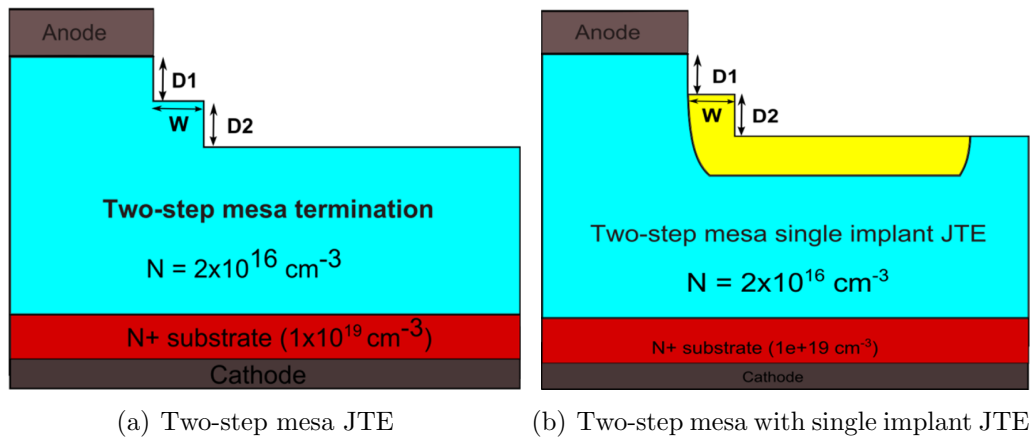 Anode
D1
W
D2
Two-step mesa termination
N = 2x10^16 cm^-3
N+ substrate (1x10^19 cm^-3)
Cathode
(a) Two-step mesa JTE
Anode
D1
W
D2
Two-step mesa single implant JTE
N = 2x10^16 cm^-3
N+ substrate (1e+19 cm^-3)
Cathode
(b) Two-step mesa with single implant JTE